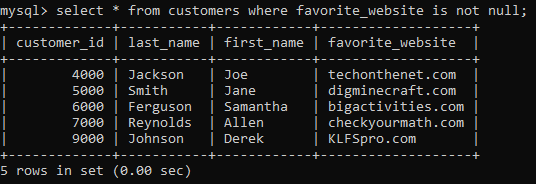 mysql> select * from customers where favorite_website is not null;
+-------------+-----------+------------+--------------------+
| customer_id | last_name | first_name | favorite_website   |
+-------------+-----------+------------+--------------------+
|        4000 | Jackson   | Joe        | techonthenet.com   |
|        5000 | Smith     | Jane       | digminecraft.com   |
|        6000 | Ferguson  | Samantha   | bigactivities.com  |
|        7000 | Reynolds  | Allen      | checkyourmath.com  |
|        9000 | Johnson   | Derek      | KLFSpro.com        |
+-------------+-----------+------------+--------------------+
5 rows in set (0.00 sec)